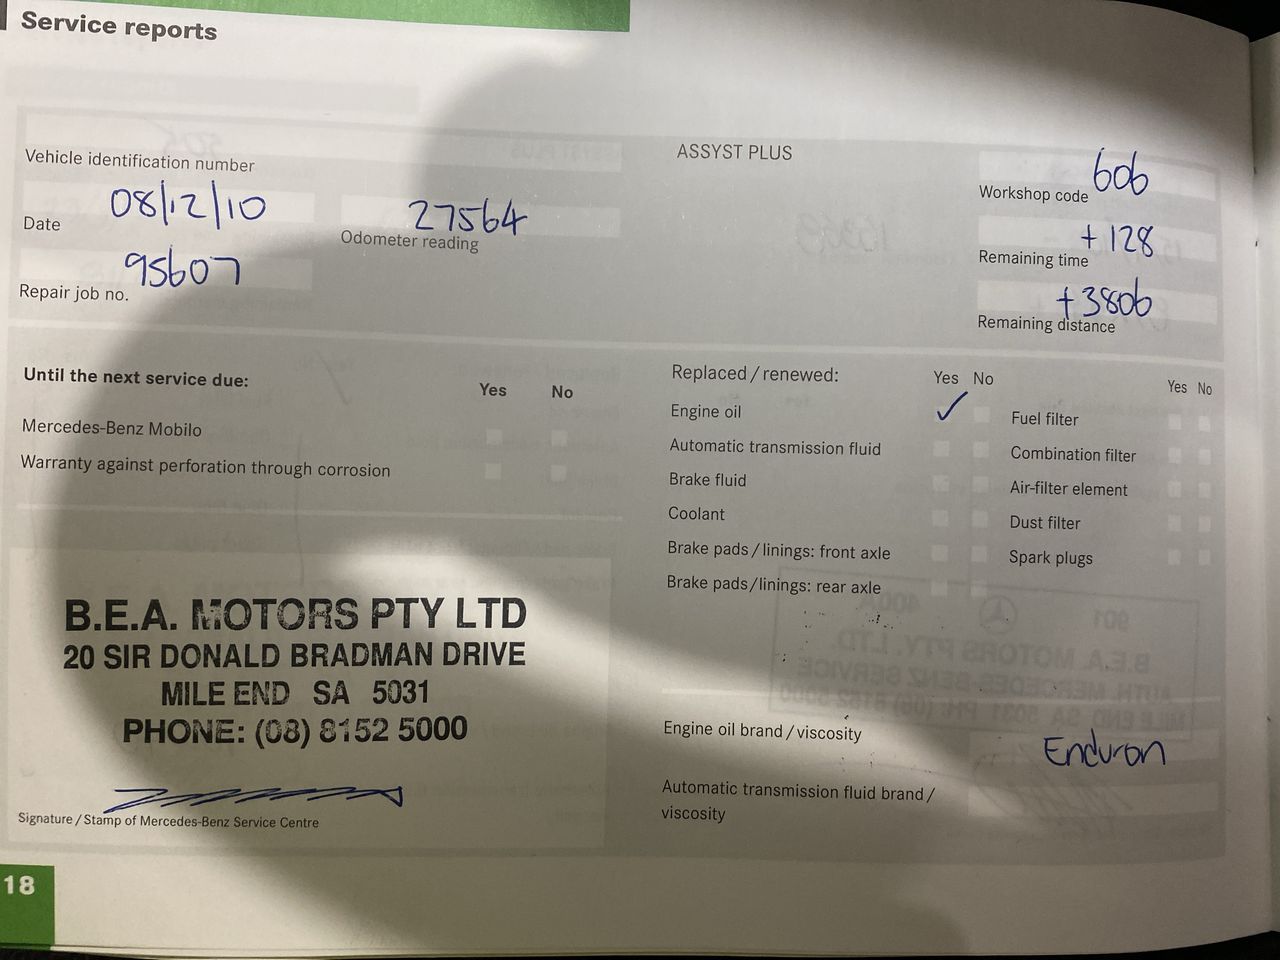 Service reports
Vehicle identification number
08/12/10
Date
27564
Odometer reading
95607
Repair job no.
ASSYST PLUS
606
Workshop code
+ 128
Remaining time
+3806
Remaining distance
Until the next service due: Yes No
Mercedes-Benz Mobilo
Warranty against perforation through corrosion
Replaced / renewed: Yes No Yes No
Engine oil ✓ Fuel filter
Automatic transmission fluid Combination filter
Brake fluid Air-filter element
Coolant Dust filter
Brake pads / linings: front axle Spark plugs
Brake pads/linings: rear axle
B.E.A. MOTORS PTY LTD
20 SIR DONALD BRADMAN DRIVE
MILE END SA 5031
PHONE: (08) 8152 5000
Signature / Stamp of Mercedes-Benz Service Centre
Engine oil brand / viscosity Enduron
Automatic transmission fluid brand /
viscosity
18